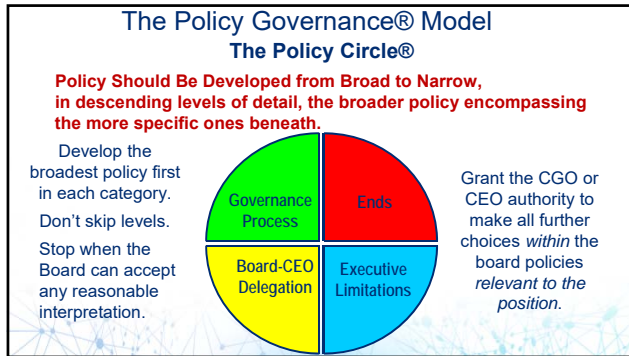 The Policy Governance® Model
The Policy Circle®
Policy Should Be Developed from Broad to Narrow,
in descending levels of detail, the broader policy encompassing
the more specific ones beneath.
Develop the
broadest policy first
in each category.
Don't skip levels.
Stop when the
Board can accept
any reasonable
interpretation.
Governance
Process
Ends
Board-CEO
Delegation
Executive
Limitations
Grant the CGO or
CEO authority to
make all further
choices within the
board policies
relevant to the
position.